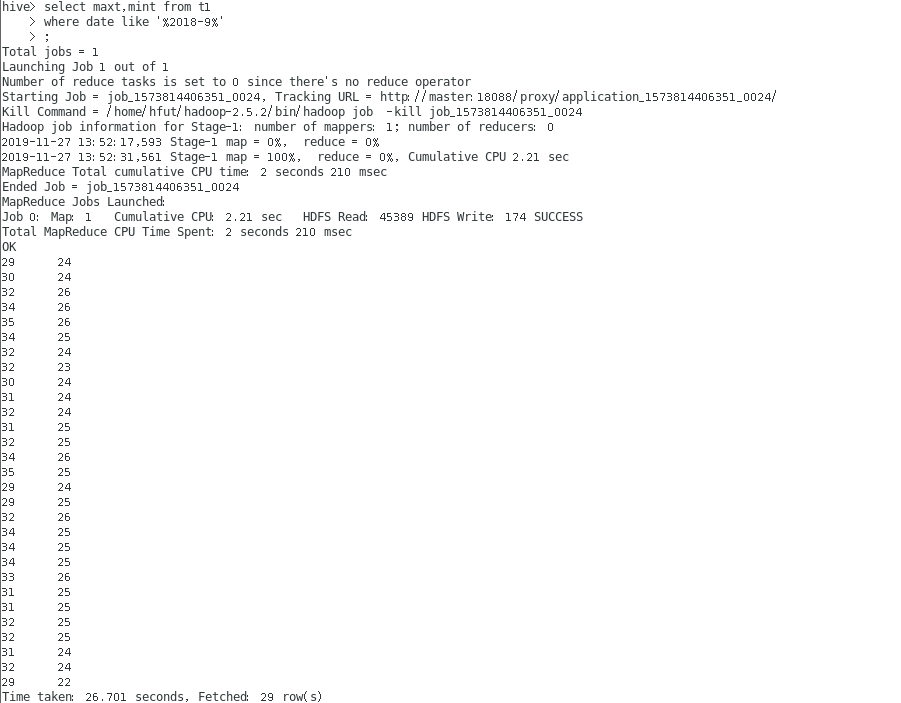 hive> select maxt,mint from t1
    > where date like '%2018-9%'
    > ;
Total jobs = 1
Launching Job 1 out of 1
Number of reduce tasks is set to 0 since there's no reduce operator
Starting Job = job_1573814406351_0024, Tracking URL = http://master:18088/proxy/application_1573814406351_0024/
Kill Command = /home/hfut/hadoop-2.5.2/bin/hadoop job  -kill job_1573814406351_0024
Hadoop job information for Stage-1: number of mappers: 1; number of reducers: 0
2019-11-27 13:52:17,593 Stage-1 map = 0%,  reduce = 0%
2019-11-27 13:52:31,561 Stage-1 map = 100%,  reduce = 0%, Cumulative CPU 2.21 sec
MapReduce Total cumulative CPU time: 2 seconds 210 msec
Ended Job = job_1573814406351_0024
MapReduce Jobs Launched:
Job 0: Map: 1   Cumulative CPU: 2.21 sec   HDFS Read: 45389 HDFS Write: 174 SUCCESS
Total MapReduce CPU Time Spent: 2 seconds 210 msec
OK
29	24
30	24
32	26
34	26
35	26
34	25
32	24
32	23
30	24
31	24
32	24
31	25
32	25
34	26
35	25
29	24
29	25
32	26
34	25
34	25
34	25
33	26
31	25
31	25
32	25
32	25
31	24
32	24
29	22
Time taken: 26.701 seconds, Fetched: 29 row(s)